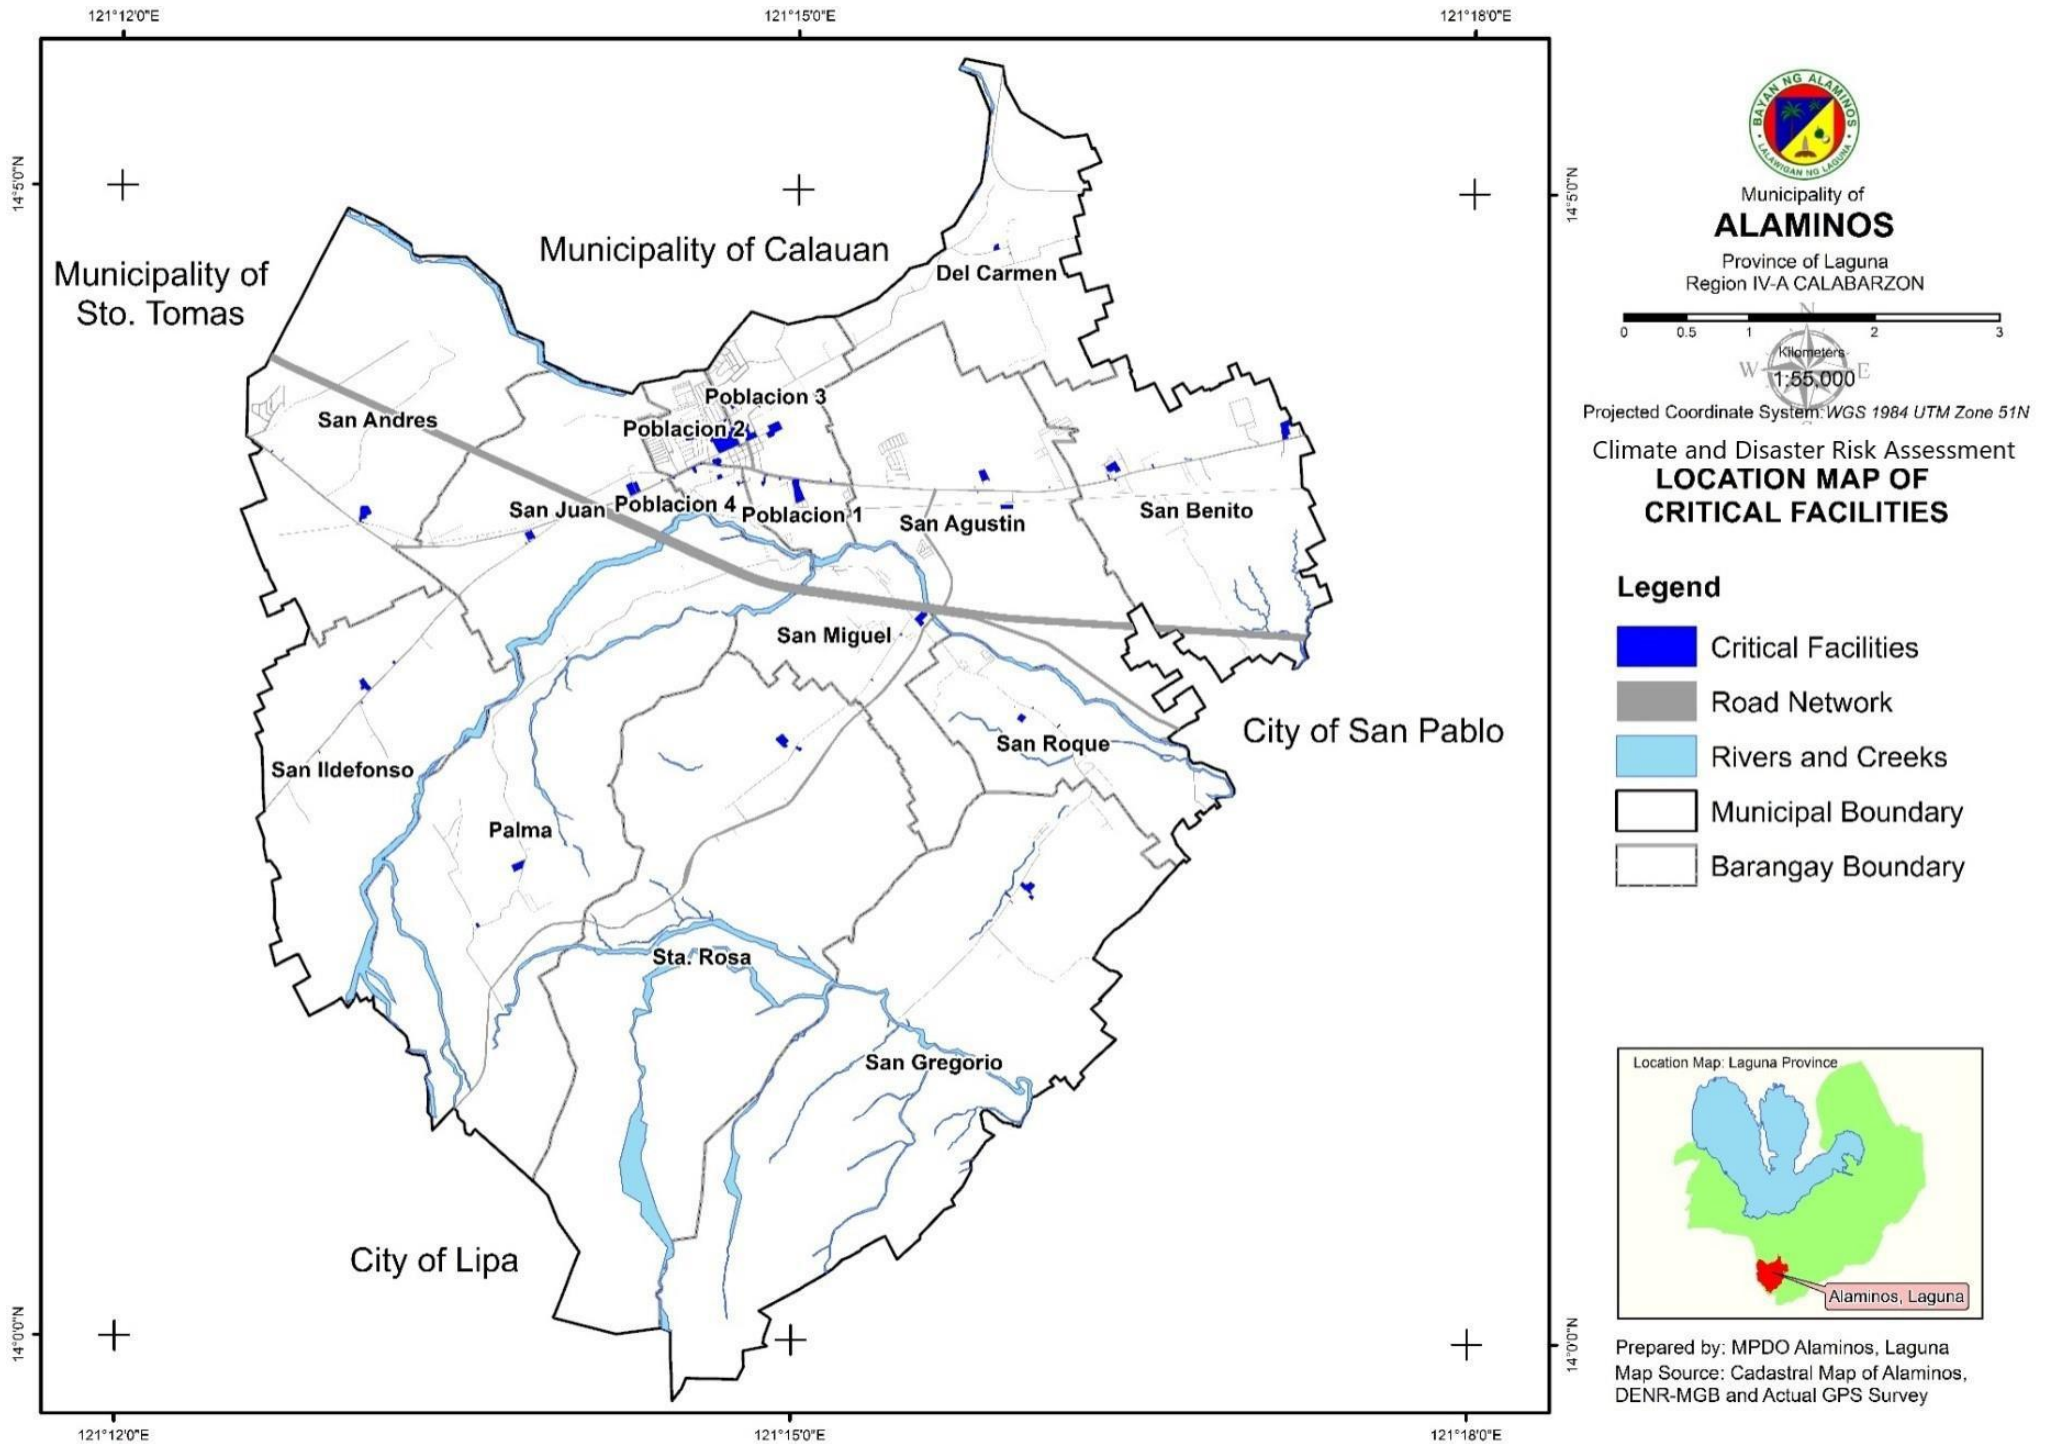 121°12'0"E
121°15'0"E
121°18'0"E
14°5'0"N
14°5'0"N
Municipality of
Sto. Tomas
Municipality of Calauan
Del Carmen
San Andres
Poblacion 3
Poblacion 2
San Juan
Poblacion 4
Poblacion 1
San Agustin
San Benito
San Miguel
San Ildefonso
San Roque
City of San Pablo
Palma
Sta. Rosa
San Gregorio
City of Lipa
14°0'0"N
14°0'0"N
121°12'0"E
121°15'0"E
121°18'0"E
BAYAN NG ALAMINOS
LALAWIGAN NG LAGUNA
Municipality of
ALAMINOS
Province of Laguna
Region IV-A CALABARZON
N
0 0.5 1 2 3
Kilometers
W E
1:55,000
Projected Coordinate System: WGS 1984 UTM Zone 51N
Climate and Disaster Risk Assessment
LOCATION MAP OF
CRITICAL FACILITIES
Legend
Critical Facilities
Road Network
Rivers and Creeks
Municipal Boundary
Barangay Boundary
Location Map: Laguna Province
Alaminos, Laguna
Prepared by: MPDO Alaminos, Laguna
Map Source: Cadastral Map of Alaminos,
DENR-MGB and Actual GPS Survey